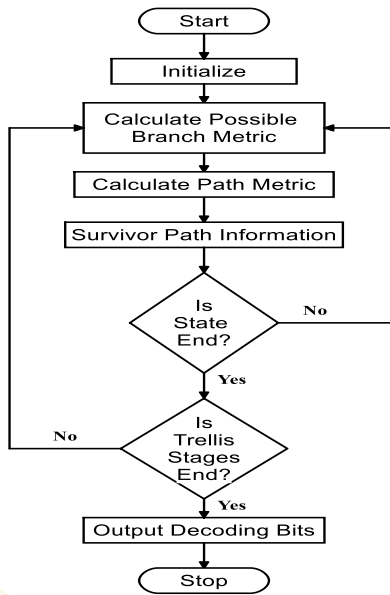 Start
Initialize
Calculate Possible
Branch Metric
Calculate Path Metric
Survivor Path Information
Is
State
End?
No
Yes
Is
Trellis
Stages
End?
No
Yes
Output Decoding Bits
Stop